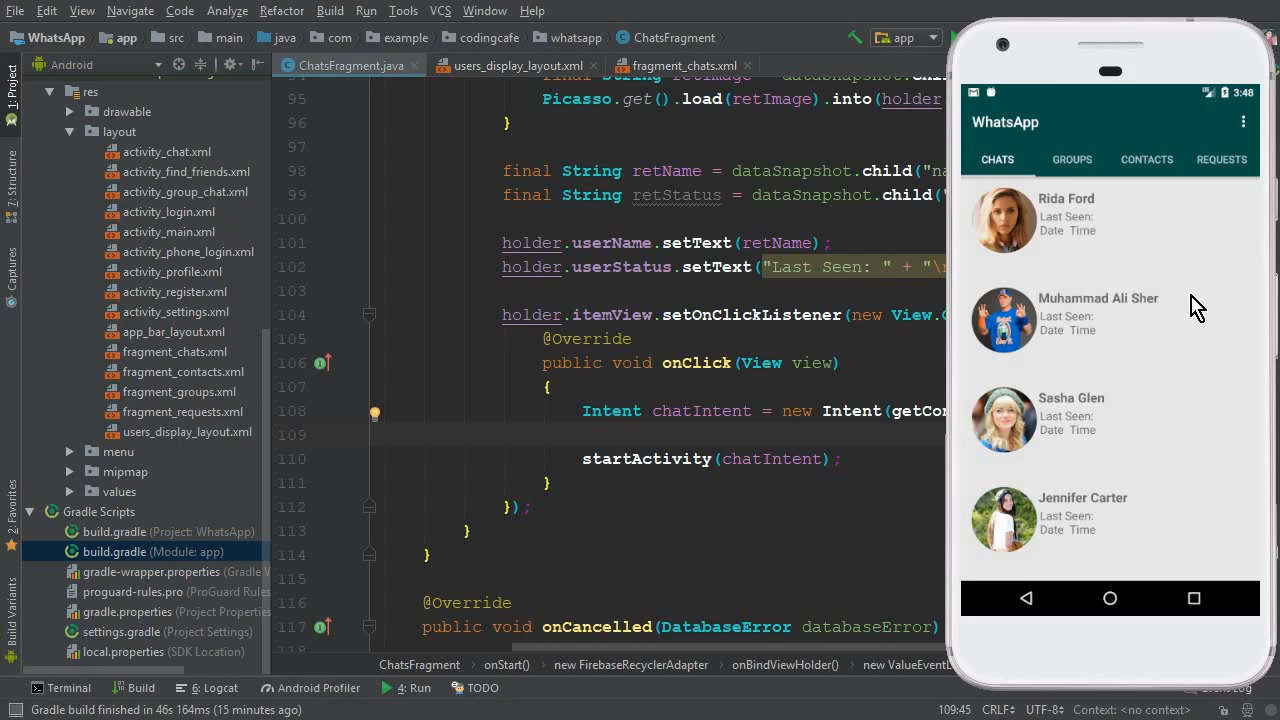 File Edit View Navigate Code Analyze Refactor Build Run Tools VCS Window Help
WhatsApp app src main java com example codingcafe whatsapp ChatsFragment app
Android ChatsFragment.java users_display_layout.xml fragment_chats.xml
1: Project
7: Structure
Captures
2: Favorites
Build Variants
res
drawable
layout
activity_chat.xml
activity_find_friends.xml
activity_group_chat.xml
activity_login.xml
activity_main.xml
activity_phone_login.xml
activity_profile.xml
activity_register.xml
activity_settings.xml
app_bar_layout.xml
fragment_chats.xml
fragment_contacts.xml
fragment_groups.xml
fragment_requests.xml
users_display_layout.xml
menu
mipmap
values
Gradle Scripts
build.gradle (Project: WhatsApp)
build.gradle (Module: app)
gradle-wrapper.properties (Gradle V
proguard-rules.pro (ProGuard Rules
gradle.properties (Project Properties
settings.gradle (Project Settings)
local.properties (SDK Location)
95 Picasso.get().load(retImage).into(holder
96 }
97
98 final String retName = dataSnapshot.child("na
99 final String retStatus = dataSnapshot.child("
100
101 holder.userName.setText(retName);
102 holder.userStatus.setText("Last Seen: " + "\n
103
104 holder.itemView.setOnClickListener(new View.O
105 @Override
106 public void onClick(View view)
107 {
108 Intent chatIntent = new Intent(getCon
109
110 startActivity(chatIntent);
111 }
112 });
113 }
114 }
115
116 @Override
117 public void onCancelled(DatabaseError databaseError)
ChatsFragment onStart() new FirebaseRecyclerAdapter onBindViewHolder() new ValueEventL
Terminal Build 6: Logcat Android Profiler 4: Run TODO Event Log
Gradle build finished in 46s 164ms (15 minutes ago) 109:45 CRLF UTF-8 Context: <no context>
3:48
WhatsApp
CHATS GROUPS CONTACTS REQUESTS
Rida Ford
Last Seen:
Date Time
Muhammad Ali Sher
Last Seen:
Date Time
Sasha Glen
Last Seen:
Date Time
Jennifer Carter
Last Seen:
Date Time